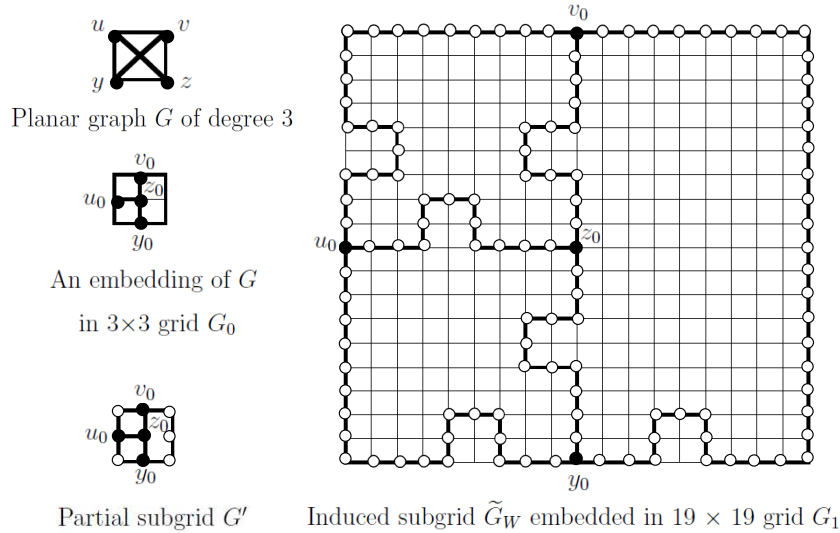 u v
y z
Planar graph G of degree 3
v₀
u₀ z₀
y₀
An embedding of G
in 3×3 grid G₀
v₀
u₀ z₀
y₀
Partial subgrid G′
v₀
u₀ z₀
y₀
Induced subgrid G̃_W embedded in 19 × 19 grid G₁